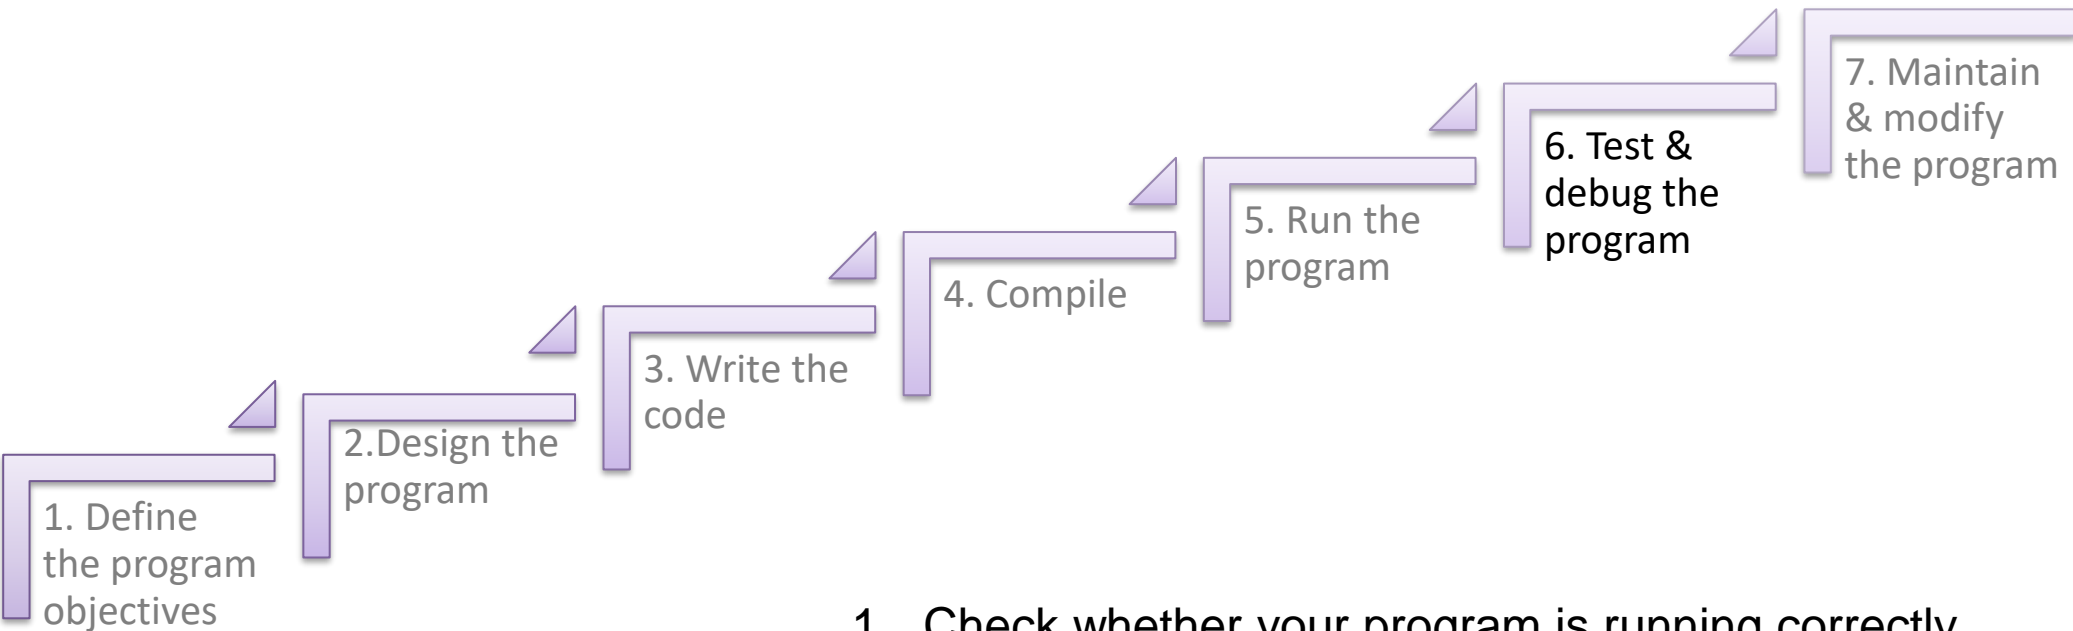 1. Define
the program
objectives
2.Design the
program
3. Write the
code
4. Compile
5. Run the
program
6. Test &
debug the
program
7. Maintain
& modify
the program
1. Check whether your program is running correctly